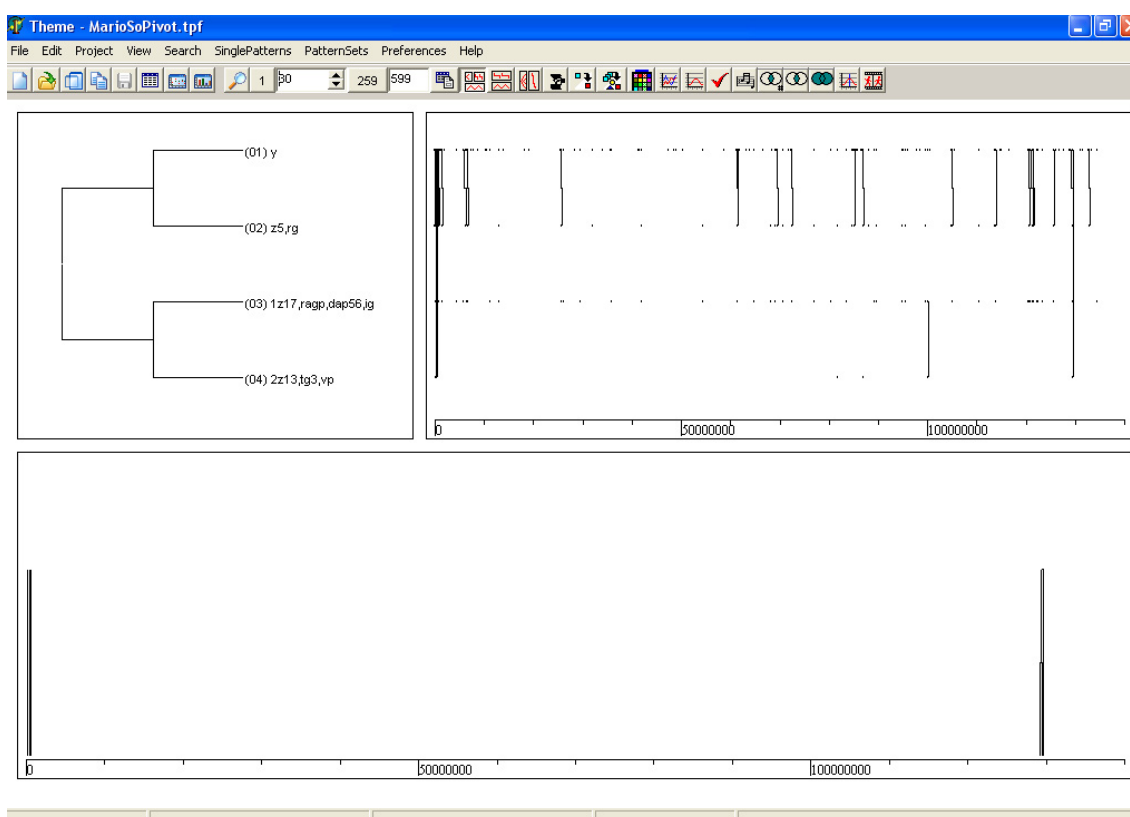 Theme - MarioSoPivot.tpf
File Edit Project View Search SinglePatterns PatternSets Preferences Help
1 30 259 599
(01) y
(02) z5,rg
(03) 1z17,ragp,dap56,ig
(04) 2z13,tg3,vp
0 50000000 100000000
0 50000000 100000000